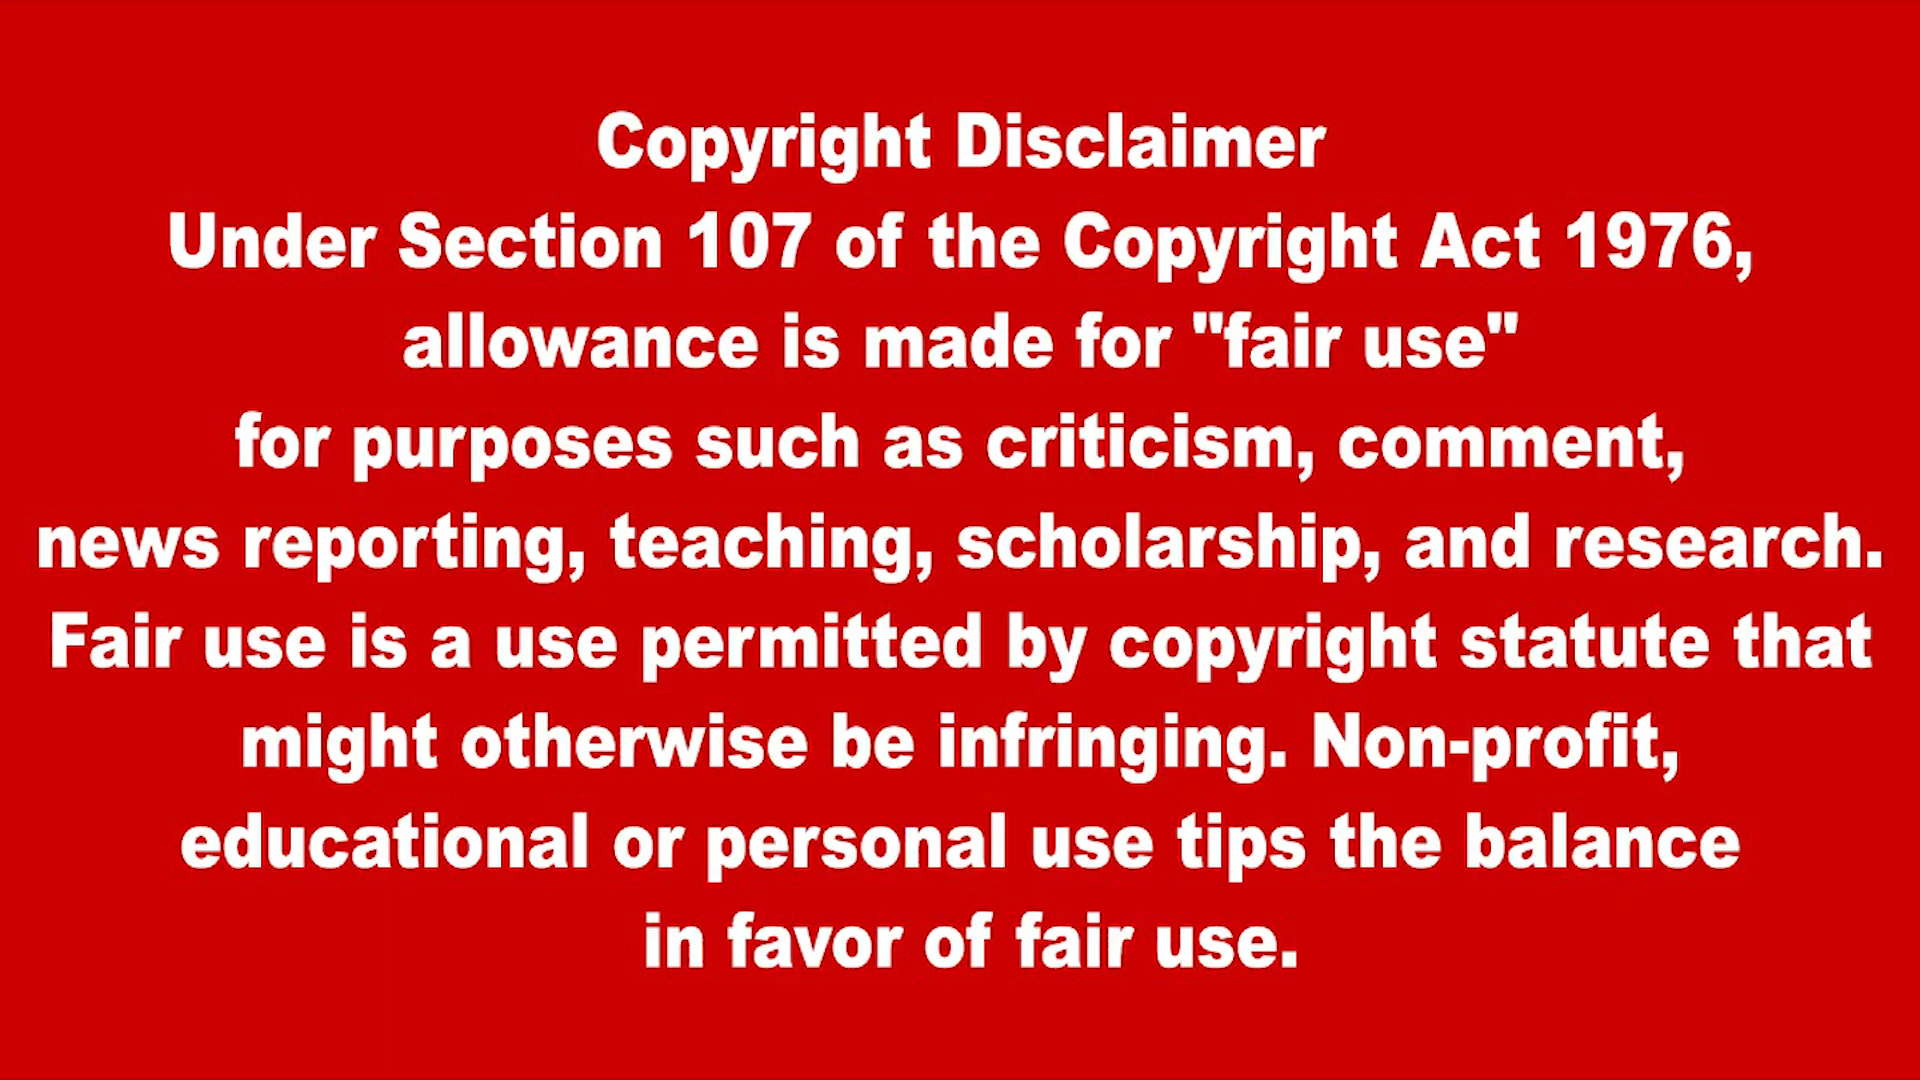 Copyright Disclaimer
Under Section 107 of the Copyright Act 1976,
allowance is made for "fair use"
for purposes such as criticism, comment,
news reporting, teaching, scholarship, and research.
Fair use is a use permitted by copyright statute that
might otherwise be infringing. Non-profit,
educational or personal use tips the balance
in favor of fair use.